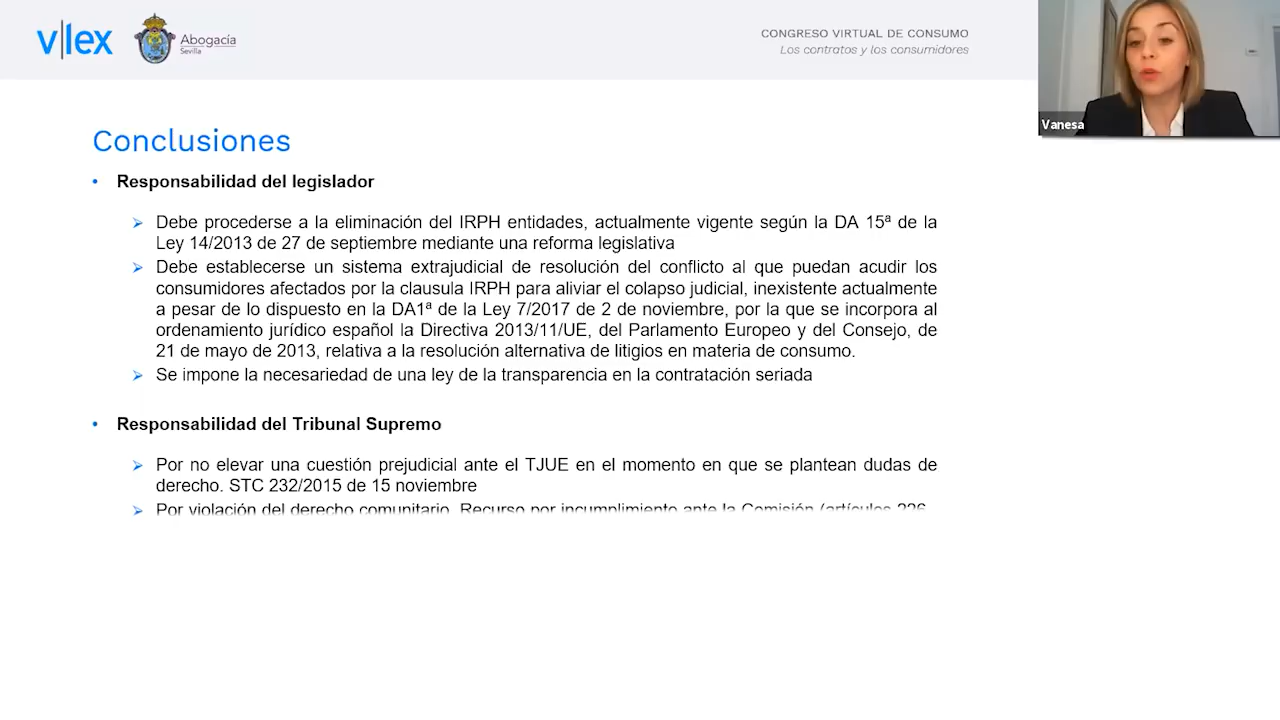 vlex
Abogacía
Sevilla
CONGRESO VIRTUAL DE CONSUMO
Los contratos y los consumidores
Vanesa
Conclusiones
• Responsabilidad del legislador
➢ Debe procederse a la eliminación del IRPH entidades, actualmente vigente según la DA 15ª de la
Ley 14/2013 de 27 de septiembre mediante una reforma legislativa
➢ Debe establecerse un sistema extrajudicial de resolución del conflicto al que puedan acudir los
consumidores afectados por la clausula IRPH para aliviar el colapso judicial, inexistente actualmente
a pesar de lo dispuesto en la DA1ª de la Ley 7/2017 de 2 de noviembre, por la que se incorpora al
ordenamiento jurídico español la Directiva 2013/11/UE, del Parlamento Europeo y del Consejo, de
21 de mayo de 2013, relativa a la resolución alternativa de litigios en materia de consumo.
➢ Se impone la necesariedad de una ley de la transparencia en la contratación seriada
• Responsabilidad del Tribunal Supremo
➢ Por no elevar una cuestión prejudicial ante el TJUE en el momento en que se plantean dudas de
derecho. STC 232/2015 de 15 noviembre
➢ Por violación del derecho comunitario. Recurso por incumplimiento ante la Comisión (artículos 226